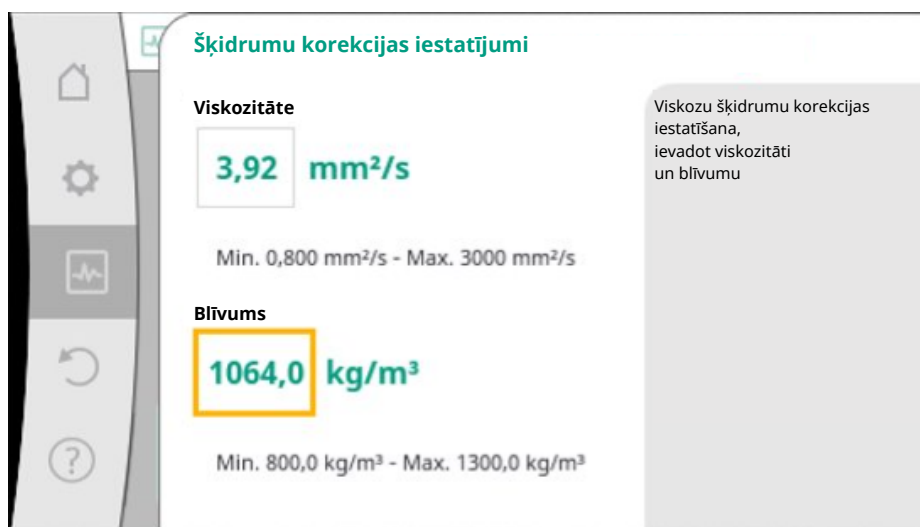 Šķidrumu korekcijas iestatījumi
Viskozitāte
3,92 mm²/s
Min. 0,800 mm²/s - Max. 3000 mm²/s
Blīvums
1064,0 kg/m³
Min. 800,0 kg/m³ - Max. 1300,0 kg/m³
Viskozu šķidrumu korekcijas
iestatīšana,
ievadot viskozitāti
un blīvumu
?